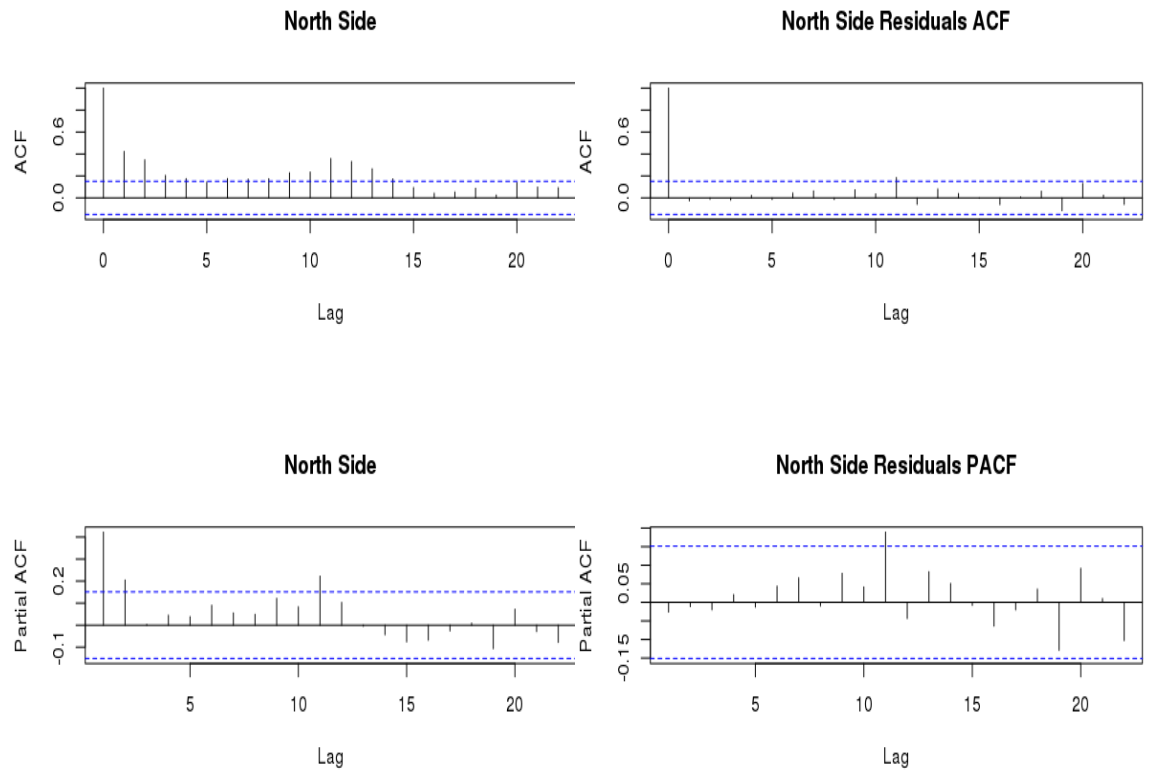 North Side
ACF
0.0 0.6
0 5 10 15 20
Lag
North Side Residuals ACF
ACF
0.0 0.6
0 5 10 15 20
Lag
North Side
Partial ACF
-0.1 0.2
5 10 15 20
Lag
North Side Residuals PACF
Partial ACF
-0.15 0.05
5 10 15 20
Lag